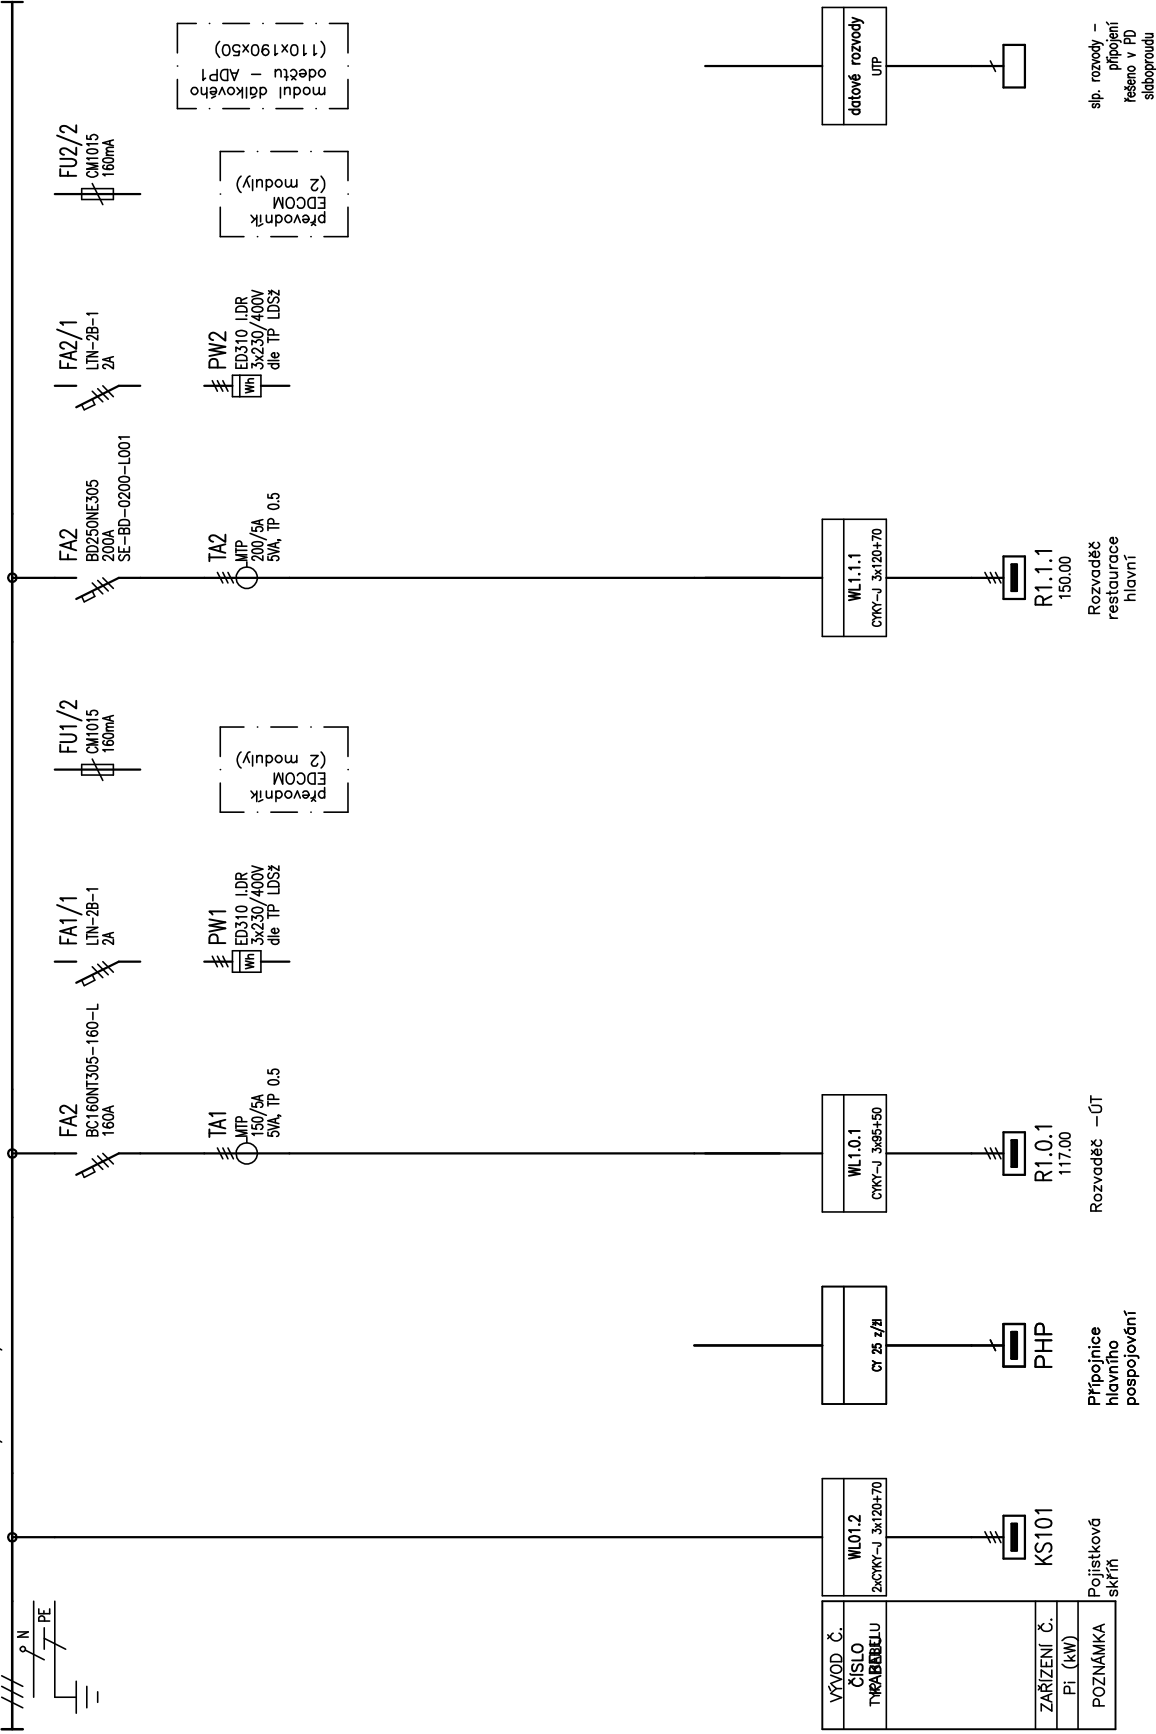 N
PE
FA2
BC160NT305-160-L
160A
FA1/1
LTN-2B-1
2A
FU1/2
CM1015
160mA
FA2
BD250NE305
200A
SE-BD-0200-L001
FA2/1
LTN-2B-1
2A
FU2/2
CM1015
160mA
modul dálkového
odečtu - ADP1
(110x190x50)
TA1
MTP
150/5A
5VA, TP 0.5
PW1
Wh
ED310 I.DR
3x230/400V
dle TP LDSž
převodník
EDCOM
(2 moduly)
TA2
MTP
200/5A
5VA, TP 0.5
PW2
Wh
ED310 I.DR
3x230/400V
dle TP LDSž
převodník
EDCOM
(2 moduly)
VÝVOD Č.
ČÍSLO
WL01.2
2xCYKY-J 3x120+70
CY 25 z/žl
WL1.0.1
CYKY-J 3x95+50
WL1.1.1
CYKY-J 3x120+70
datové rozvody
UTP
ZAŘÍZENÍ Č.
Pi (kW)
POZNÁMKA
KS101
Pojistková
skříň
PHP
Přípojnice
hlavního
pospojování
R1.0.1
117.00
Rozvaděč -ÚT
R1.1.1
150.00
Rozvaděč
restaurace
hlavní
slp. rozvody -
připojení
řešeno v PD
slaboproudu